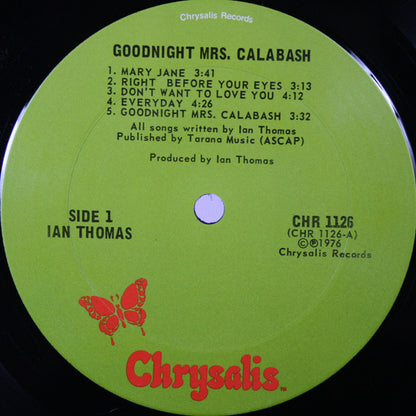 Chrysalis Records
GOODNIGHT MRS. CALABASH
1. MARY JANE 3:41
2. RIGHT BEFORE YOUR EYES 3:13
3. DON'T WANT TO LOVE YOU 4:12
4. EVERYDAY 4:26
5. GOODNIGHT MRS. CALABASH 3:32
All songs written by Ian Thomas
Published by Tarana Music (ASCAP)
Produced by Ian Thomas
SIDE 1
IAN THOMAS
CHR 1126
(CHR 1126-A)
©℗1976
Chrysalis Records
Chrysalis™